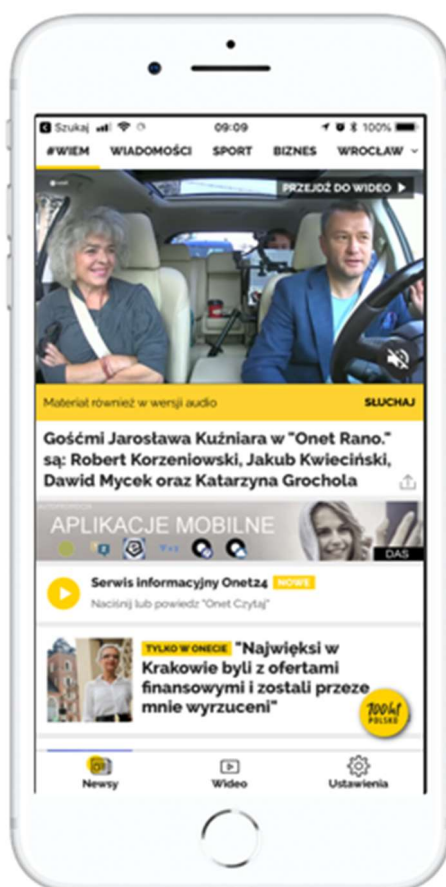 Szukaj
09:09
100%
#WIEM WIADOMOŚCI SPORT BIZNES WROCŁAW
PRZEJDŹ DO WIDEO
Materiał również w wersji audio
SŁUCHAJ
Gośćmi Jarosława Kuźniara w "Onet Rano."
są: Robert Korzeniowski, Jakub Kwieciński,
Dawid Mycek oraz Katarzyna Grochola
APLIKACJE MOBILNE
DAS
Serwis informacyjny Onet24 NOWE
Naciśnij lub powiedz "Onet Czytaj"
TYLKO W ONECIE "Najwięksi w
Krakowie byli z ofertami
finansowymi i zostali przeze
mnie wyrzuceni"
100 lat
POLSKO
Newsy
Wideo
Ustawienia